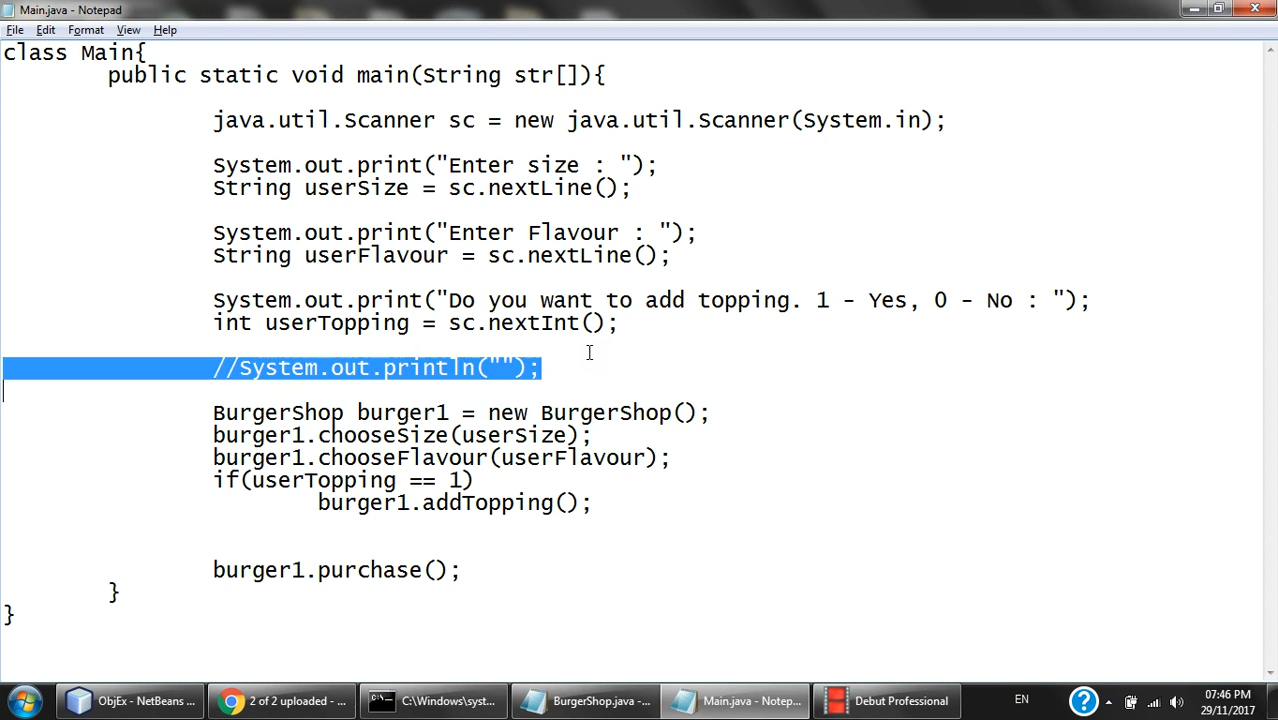 Main.java - Notepad
File Edit Format View Help
class Main{
public static void main(String str[]){
java.util.Scanner sc = new java.util.Scanner(System.in);
System.out.print("Enter size : ");
String userSize = sc.nextLine();
System.out.print("Enter Flavour : ");
String userFlavour = sc.nextLine();
System.out.print("Do you want to add topping. 1 - Yes, 0 - No : ");
int userTopping = sc.nextInt();
//System.out.println("");
BurgerShop burger1 = new BurgerShop();
burger1.chooseSize(userSize);
burger1.chooseFlavour(userFlavour);
if(userTopping == 1)
burger1.addTopping();
burger1.purchase();
}
}
ObjEx - NetBeans ... 2 of 2 uploaded - ... C:\Windows\syst... BurgerShop.java -... Main.java - Notep... Debut Professional EN 07:46 PM
29/11/2017